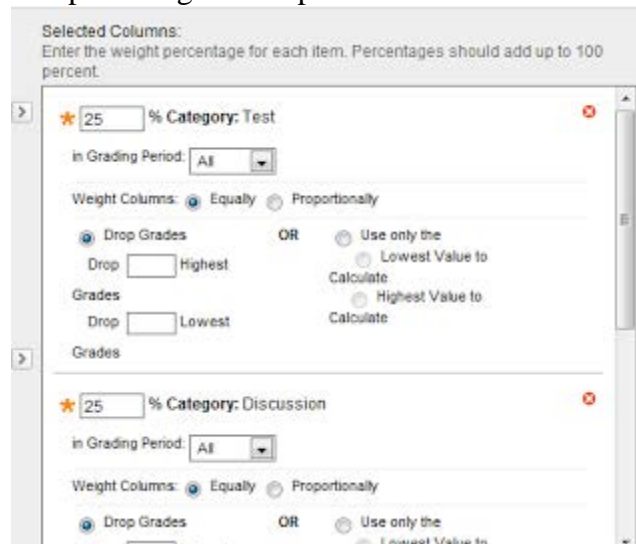 Selected Columns:
Enter the weight percentage for each item. Percentages should add up to 100
percent.
25 % Category: Test
in Grading Period: All
Weight Columns: Equally Proportionally
Drop Grades OR Use only the
Drop Highest Lowest Value to
Calculate
Grades Highest Value to
Drop Lowest Calculate
Grades
25 % Category: Discussion
in Grading Period: All
Weight Columns: Equally Proportionally
Drop Grades OR Use only the
Lowest Value to